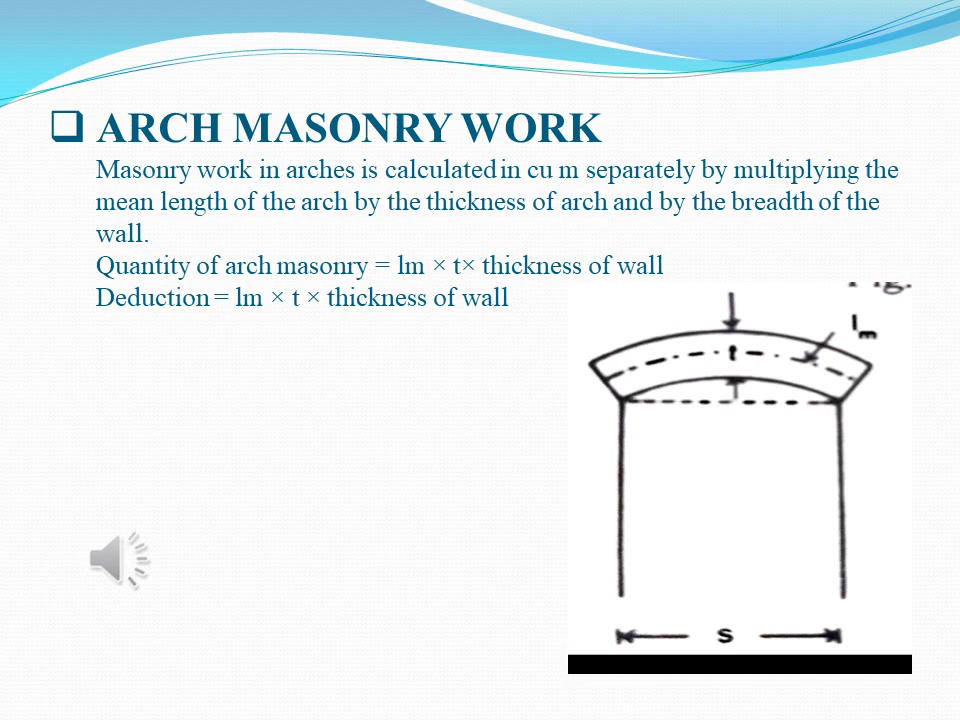 ARCH MASONRY WORK
Masonry work in arches is calculated in cu m separately by multiplying the
mean length of the arch by the thickness of arch and by the breadth of the
wall.
Quantity of arch masonry = lm × t× thickness of wall
Deduction = lm × t × thickness of wall
lm
t
S